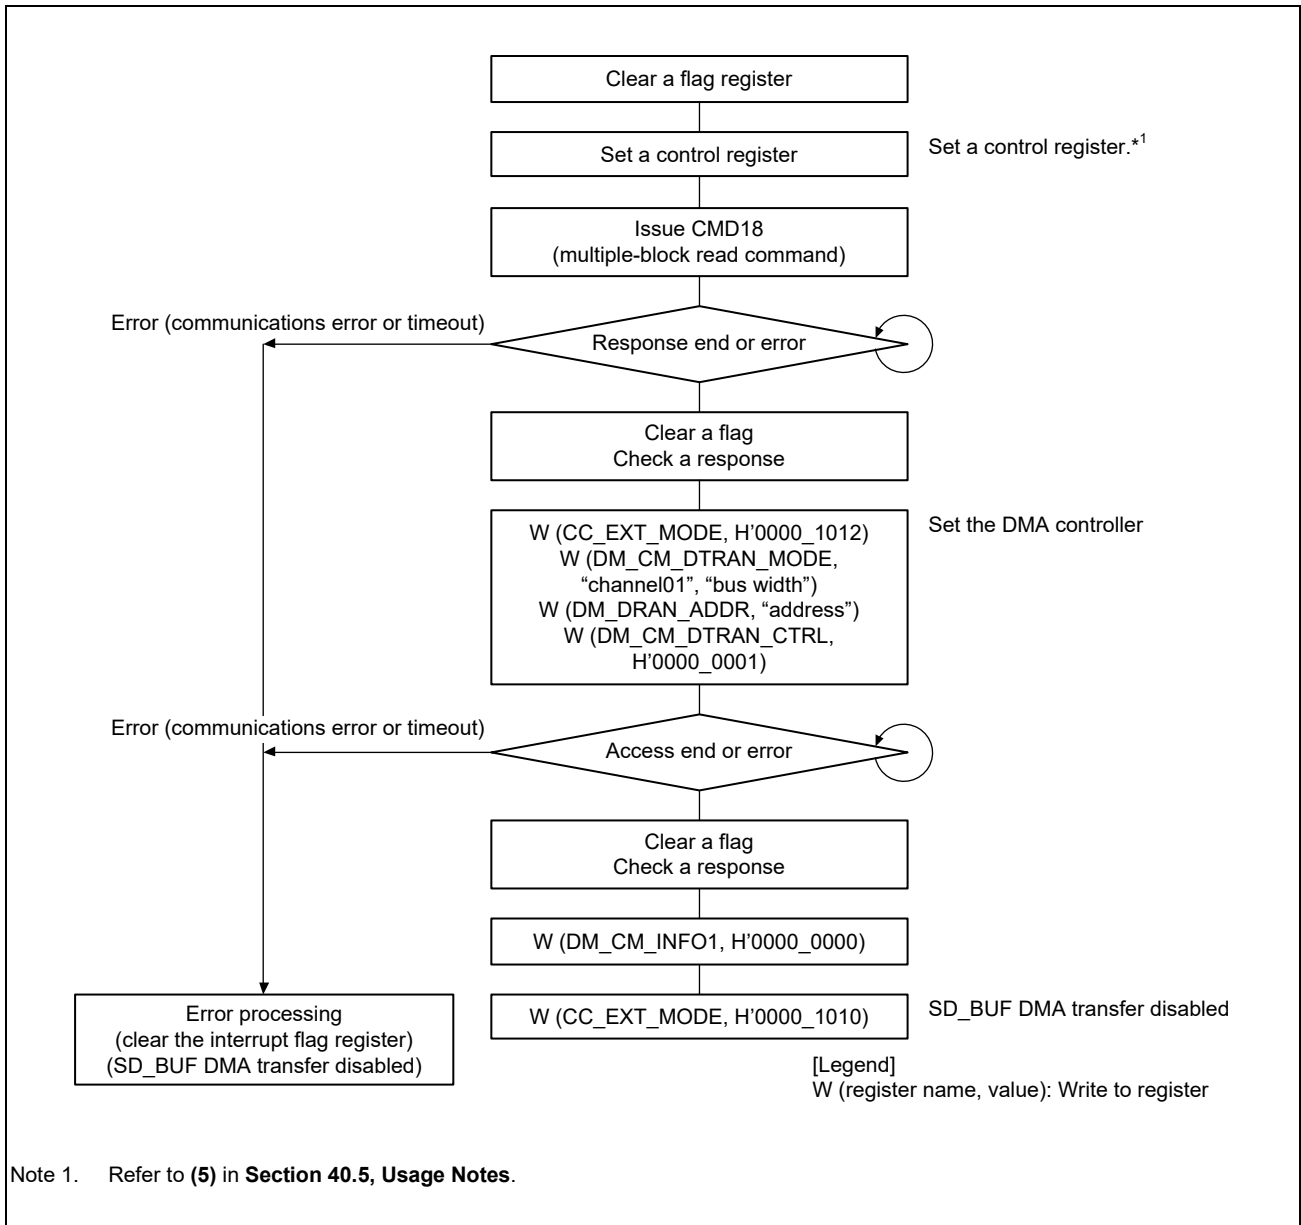 Clear a flag register
Set a control register
Set a control register.*1
Issue CMD18
(multiple-block read command)
Error (communications error or timeout)
Response end or error
Clear a flag
Check a response
W (CC_EXT_MODE, H'0000_1012)
W (DM_CM_DTRAN_MODE,
“channel01”, “bus width”)
W (DM_DRAN_ADDR, “address”)
W (DM_CM_DTRAN_CTRL,
H'0000_0001)
Set the DMA controller
Error (communications error or timeout)
Access end or error
Clear a flag
Check a response
W (DM_CM_INFO1, H'0000_0000)
W (CC_EXT_MODE, H'0000_1010)
SD_BUF DMA transfer disabled
Error processing
(clear the interrupt flag register)
(SD_BUF DMA transfer disabled)
[Legend]
W (register name, value): Write to register
Note 1. Refer to (5) in Section 40.5, Usage Notes.